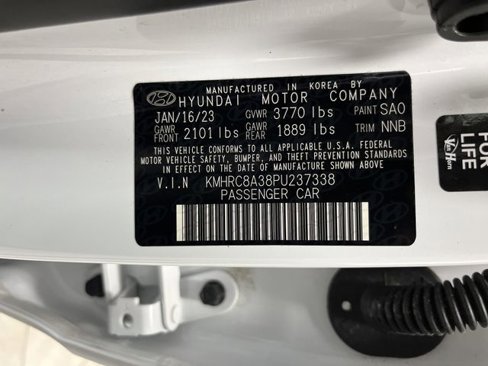 MANUFACTURED IN KOREA BY
HYUNDAI MOTOR COMPANY
JAN/16/23 GVWR 3770 lbs PAINT SAO
GAWR FRONT 2101 lbs GAWR REAR 1889 lbs TRIM NNB
THIS VEHICLE CONFORMS TO ALL APPLICABLE U.S.A. FEDERAL
MOTOR VEHICLE SAFETY, BUMPER, AND THEFT PREVENTION
STANDARDS IN EFFECT ON THE DATE OF MANUFACTURE SHOWN ABOVE.
V.I.N KMHRC8A38PU237338
PASSENGER CAR
FOR
LIFE
Van Horn